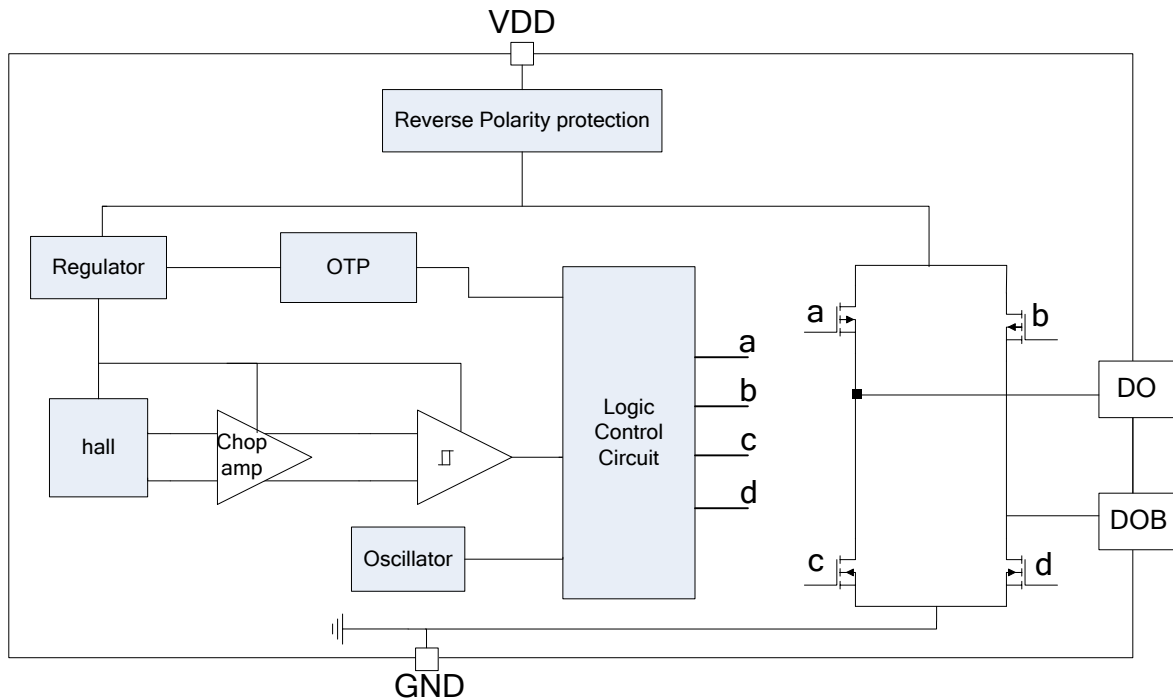 VDD
Reverse Polarity protection
Regulator
OTP
a
b
a
b
c
d
DO
hall
Chop
amp
Logic
Control
Circuit
DOB
Oscillator
c
d
GND